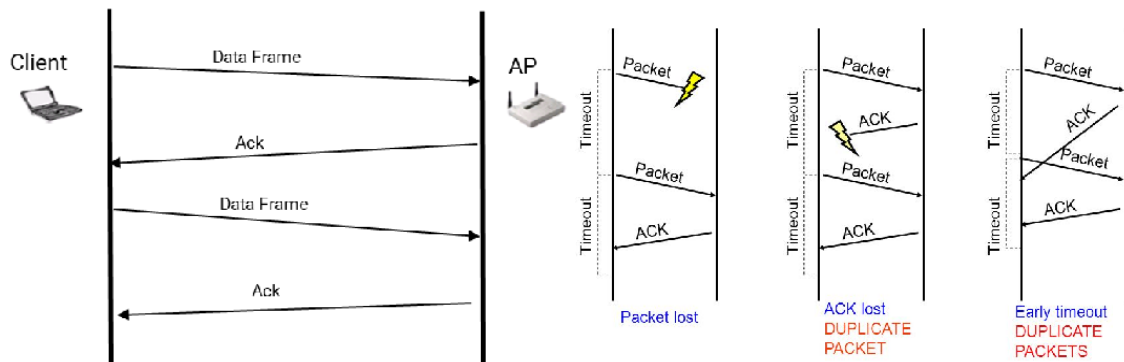 Client
Data Frame
AP
Ack
Data Frame
Ack
Timeout
Packet
Timeout
Packet
ACK
Packet lost
Timeout
Packet
ACK
Timeout
Packet
ACK
ACK lost
DUPLICATE
PACKET
Timeout
Packet
ACK
Timeout
Packet
ACK
Early timeout
DUPLICATE
PACKETS